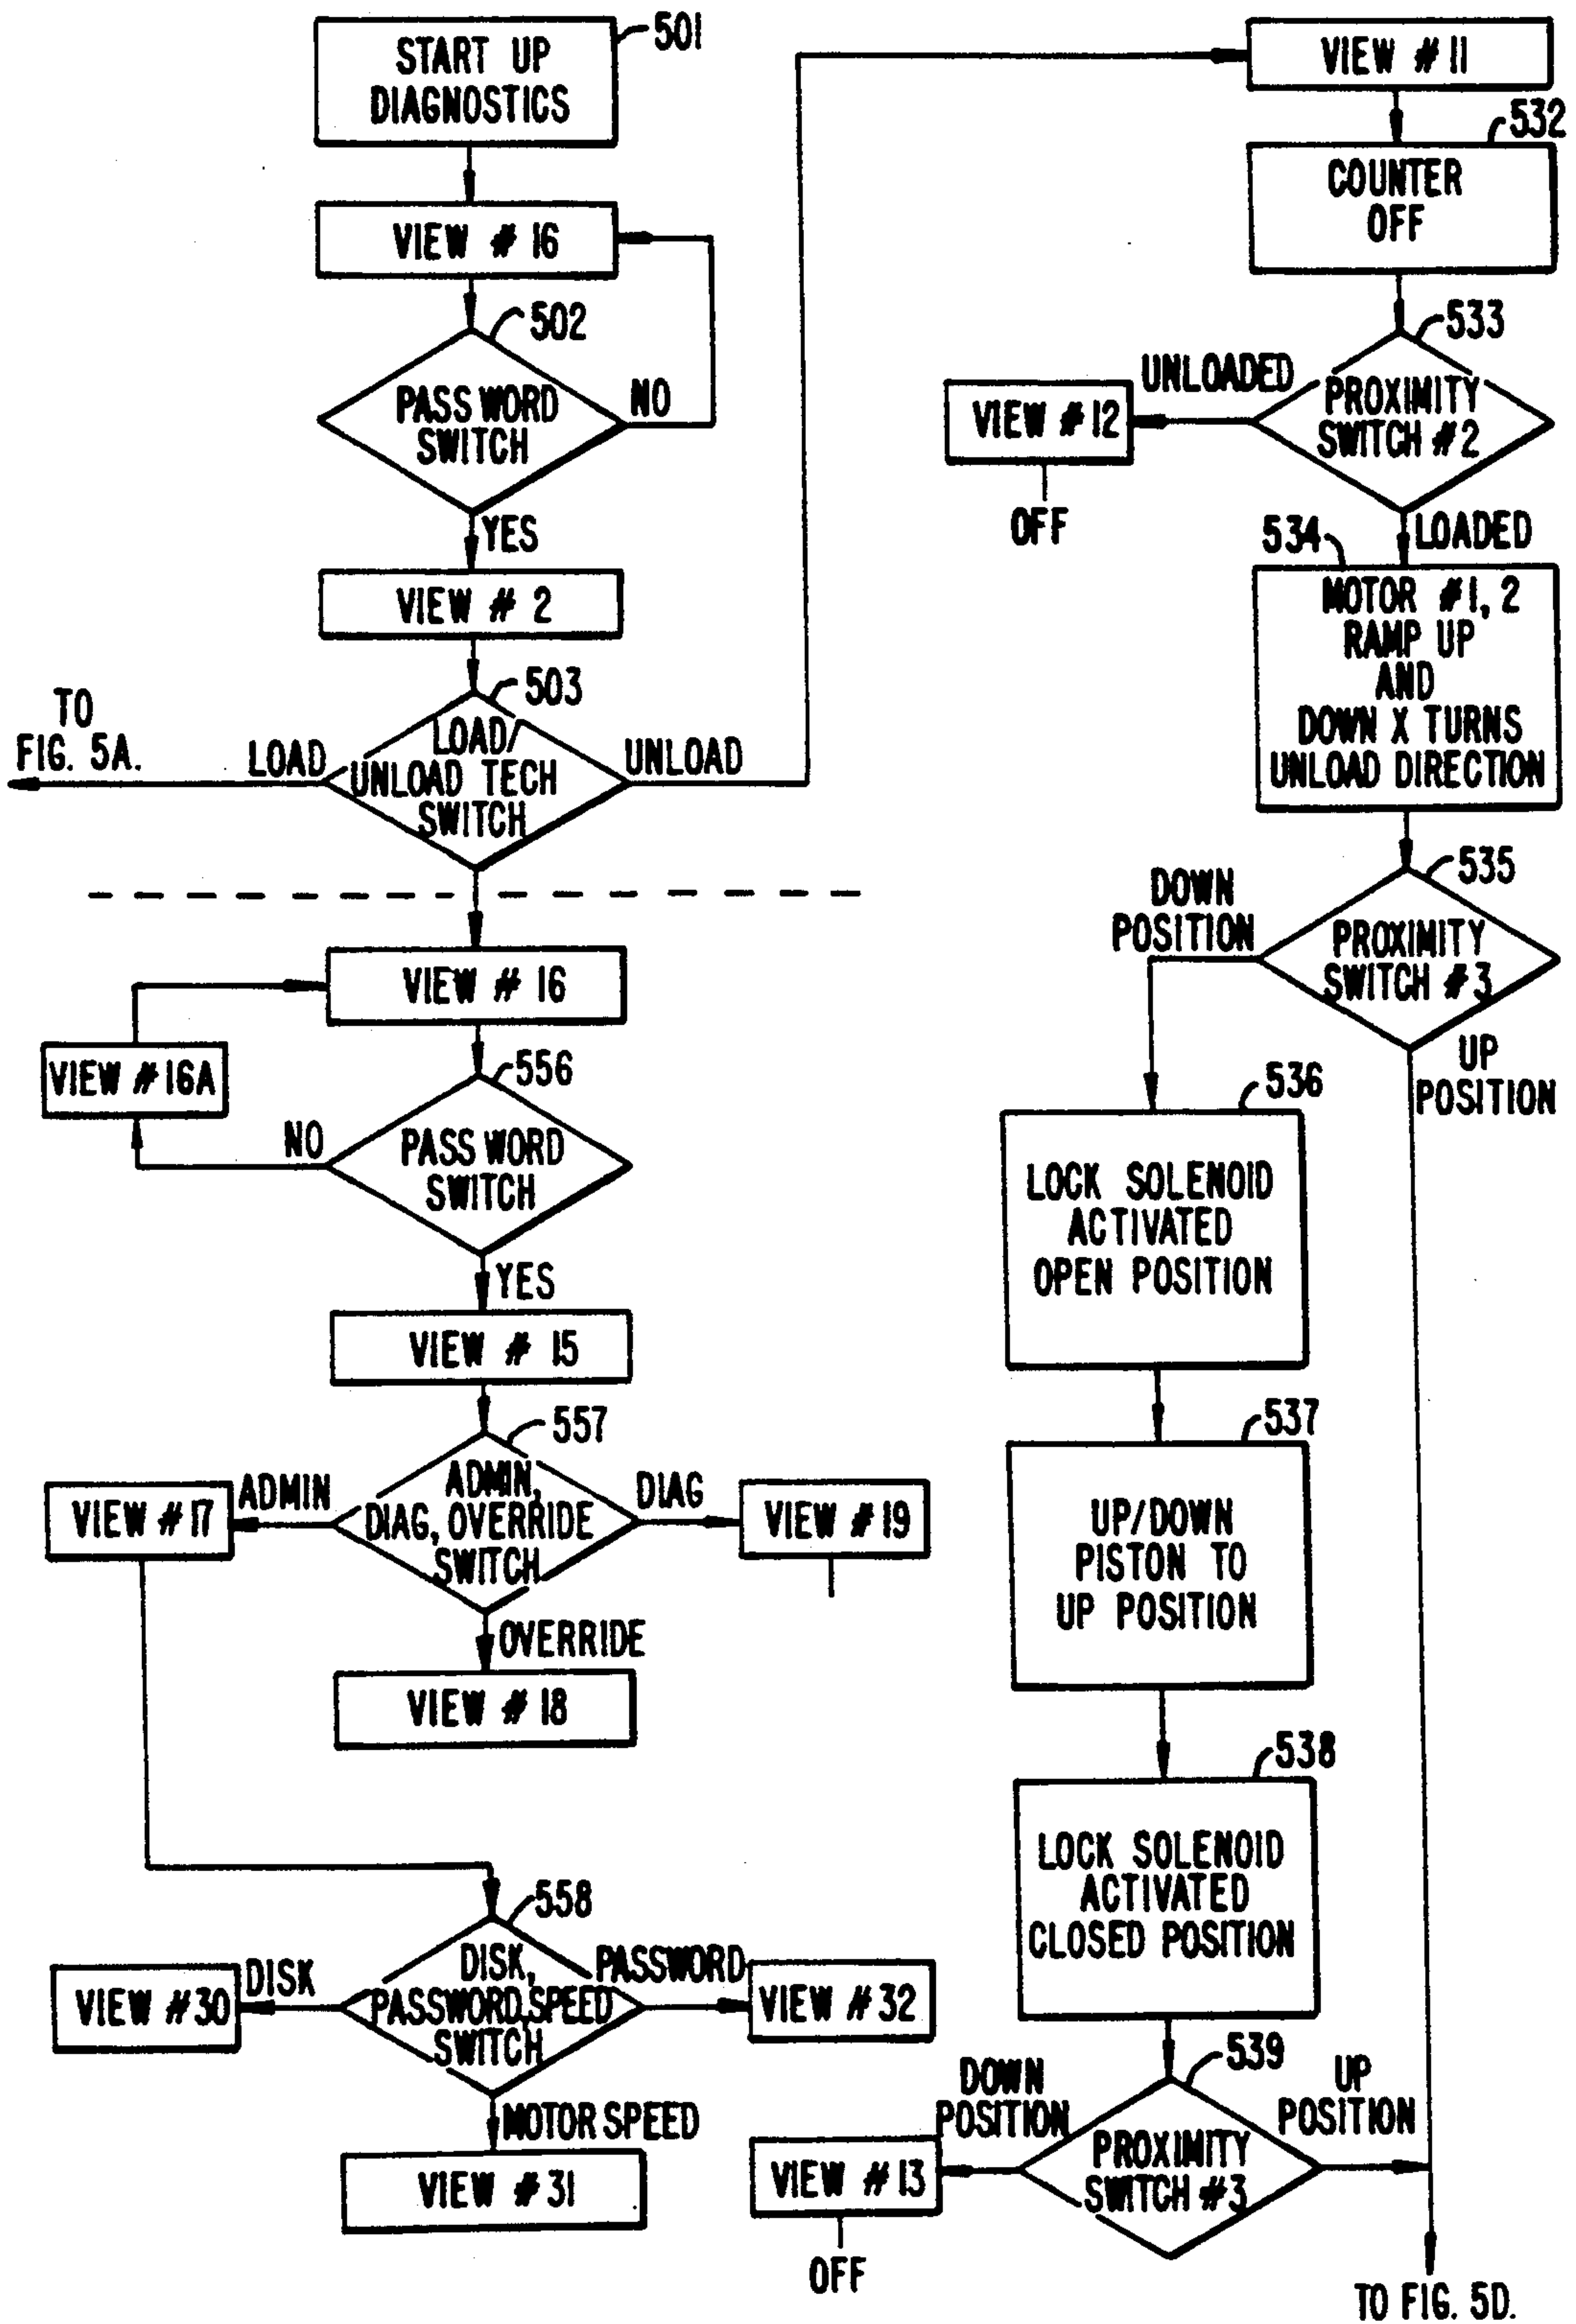 START UP
DIAGNOSTICS
501
VIEW # 16
502
PASS WORD
SWITCH
NO
YES
VIEW # 2
503
TO
FIG. 5A.
LOAD
LOAD/
UNLOAD TECH
SWITCH
UNLOAD
VIEW # 16
VIEW # 16A
556
NO
PASS WORD
SWITCH
YES
VIEW # 15
557
VIEW # 17
ADMIN
ADMIN,
DIAG, OVERRIDE
SWITCH
DIAG
VIEW # 19
OVERRIDE
VIEW # 18
558
VIEW # 30
DISK
DISK,
PASSWORD,SPEED
SWITCH
PASSWORD
VIEW # 32
MOTOR SPEED
VIEW # 31
VIEW # 11
532
COUNTER
OFF
533
UNLOADED
VIEW # 12
OFF
PROXIMITY
SWITCH #2
LOADED
534
MOTOR #1, 2
RAMP UP
AND
DOWN X TURNS
UNLOAD DIRECTION
535
DOWN
POSITION
PROXIMITY
SWITCH #3
UP
POSITION
536
LOCK SOLENOID
ACTIVATED
OPEN POSITION
537
UP/DOWN
PISTON TO
UP POSITION
538
LOCK SOLENOID
ACTIVATED
CLOSED POSITION
539
DOWN
POSITION
UP
POSITION
VIEW # 13
OFF
PROXIMITY
SWITCH #3
TO FIG. 5D.